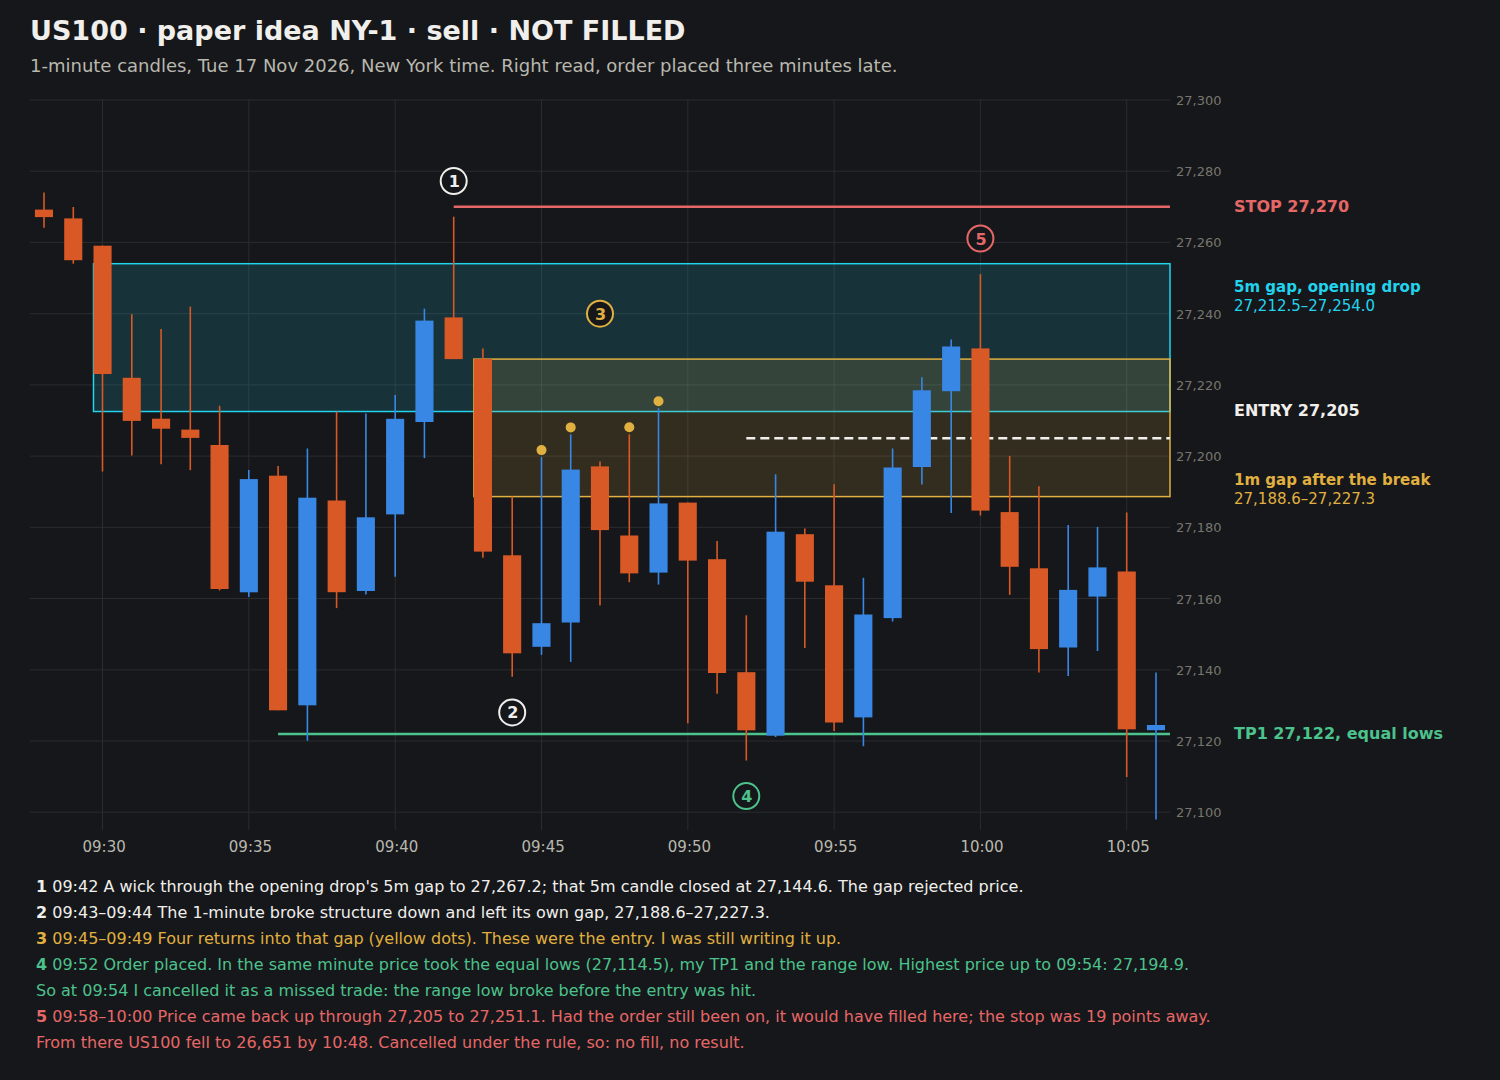 US100 · paper idea NY-1 · sell · NOT FILLED
1-minute candles, Tue 17 Nov 2026, New York time. Right read, order placed three minutes late.
27,300
27,280
27,260
27,240
27,220
27,200
27,180
27,160
27,140
27,120
27,100
STOP 27,270
5m gap, opening drop
27,212.5–27,254.0
ENTRY 27,205
1m gap after the break
27,188.6–27,227.3
TP1 27,122, equal lows
1
2
3
4
5
09:30
09:35
09:40
09:45
09:50
09:55
10:00
10:05
1 09:42 A wick through the opening drop's 5m gap to 27,267.2; that 5m candle closed at 27,144.6. The gap rejected price.
2 09:43–09:44 The 1-minute broke structure down and left its own gap, 27,188.6–27,227.3.
3 09:45–09:49 Four returns into that gap (yellow dots). These were the entry. I was still writing it up.
4 09:52 Order placed. In the same minute price took the equal lows (27,114.5), my TP1 and the range low. Highest price up to 09:54: 27,194.9.
So at 09:54 I cancelled it as a missed trade: the range low broke before the entry was hit.
5 09:58–10:00 Price came back up through 27,205 to 27,251.1. Had the order still been on, it would have filled here; the stop was 19 points away.
From there US100 fell to 26,651 by 10:48. Cancelled under the rule, so: no fill, no result.